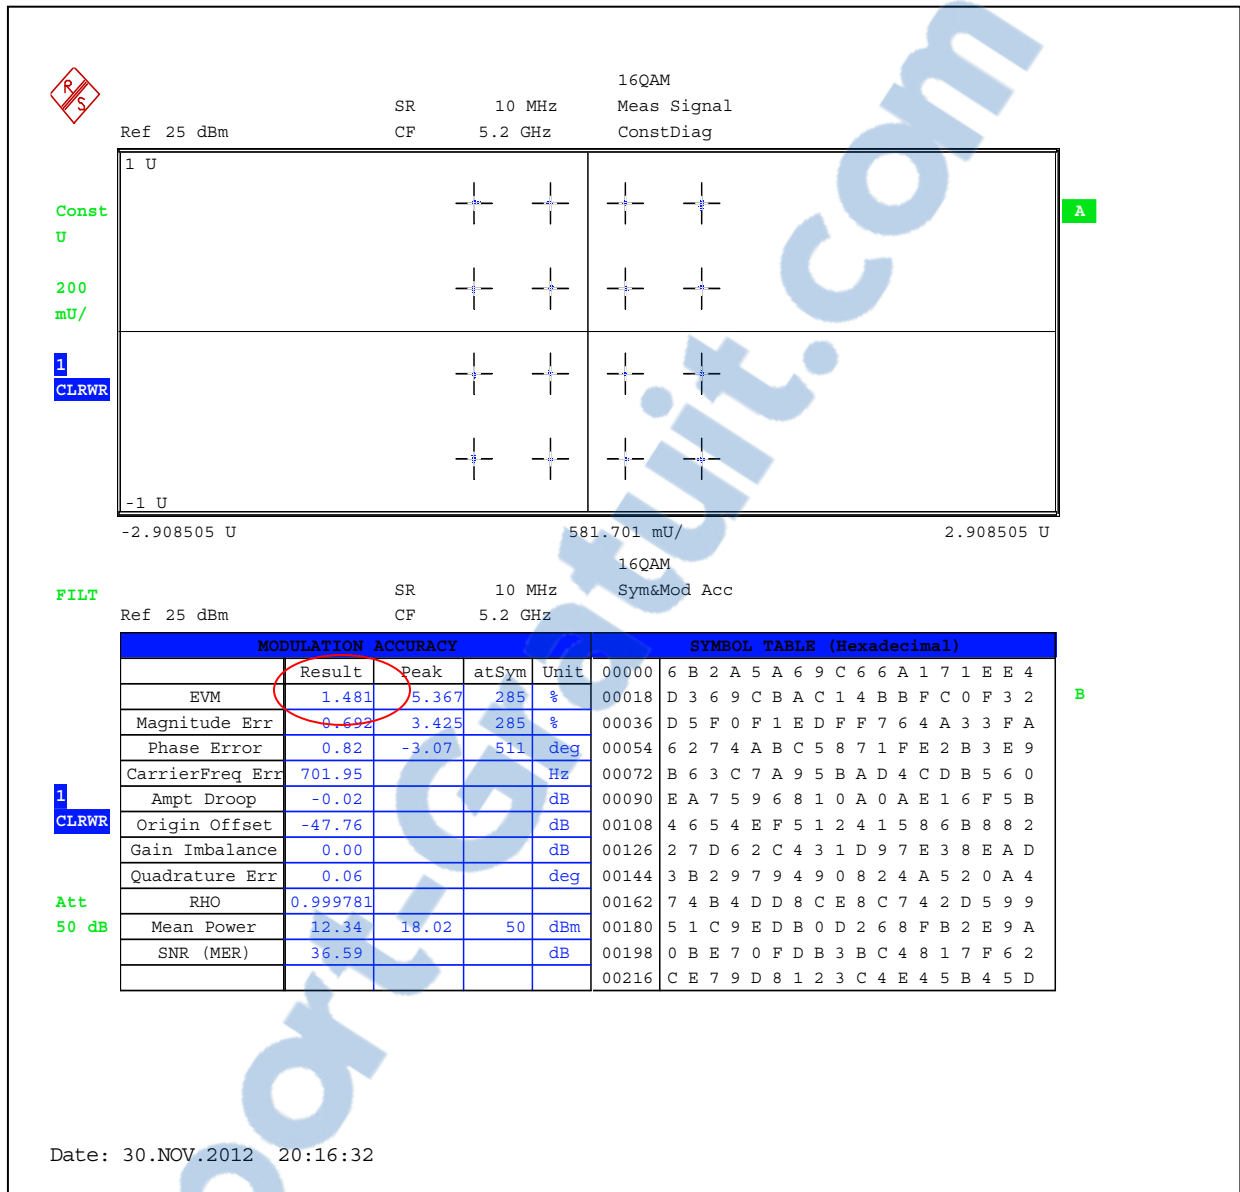 R
S
16QAM
SR 10 MHz Meas Signal
Ref 25 dBm CF 5.2 GHz ConstDiag
1 U
Const
U
A
200
mU/
1
CLRWR
-1 U
-2.908505 U 581.701 mU/ 2.908505 U
16QAM
FILT SR 10 MHz Sym&Mod Acc
Ref 25 dBm CF 5.2 GHz
MODULATION ACCURACY SYMBOL TABLE (Hexadecimal)
Result Peak atSym Unit 00000 6 B 2 A 5 A 6 9 C 6 6 A 1 7 1 E E 4
EVM 1.481 5.367 285 % 00018 D 3 6 9 C B A C 1 4 B B F C 0 F 3 2
B
Magnitude Err 0.692 3.425 285 % 00036 D 5 F 0 F 1 E D F F 7 6 4 A 3 3 F A
Phase Error 0.82 -3.07 511 deg 00054 6 2 7 4 A B C 5 8 7 1 F E 2 B 3 E 9
CarrierFreq Err 701.95 Hz 00072 B 6 3 C 7 A 9 5 B A D 4 C D B 5 6 0
1
Ampt Droop -0.02 dB 00090 E A 7 5 9 6 8 1 0 A 0 A E 1 6 F 5 B
CLRWR
Origin Offset -47.76 dB 00108 4 6 5 4 E F 5 1 2 4 1 5 8 6 B 8 8 2
Gain Imbalance 0.00 dB 00126 2 7 D 6 2 C 4 3 1 D 9 7 E 3 8 E A D
Quadrature Err 0.06 deg 00144 3 B 2 9 7 9 4 9 0 8 2 4 A 5 2 0 A 4
Att
RHO 0.999781 00162 7 4 B 4 D D 8 C E 8 C 7 4 2 D 5 9 9
50 dB
Mean Power 12.34 18.02 50 dBm 00180 5 1 C 9 E D B 0 D 2 6 8 F B 2 E 9 A
SNR (MER) 36.59 dB 00198 0 B E 7 0 F D B 3 B C 4 8 1 7 F 6 2
00216 C E 7 9 D 8 1 2 3 C 4 E 4 5 B 4 5 D
Date: 30.NOV.2012 20:16:32
port-Gratuit.com